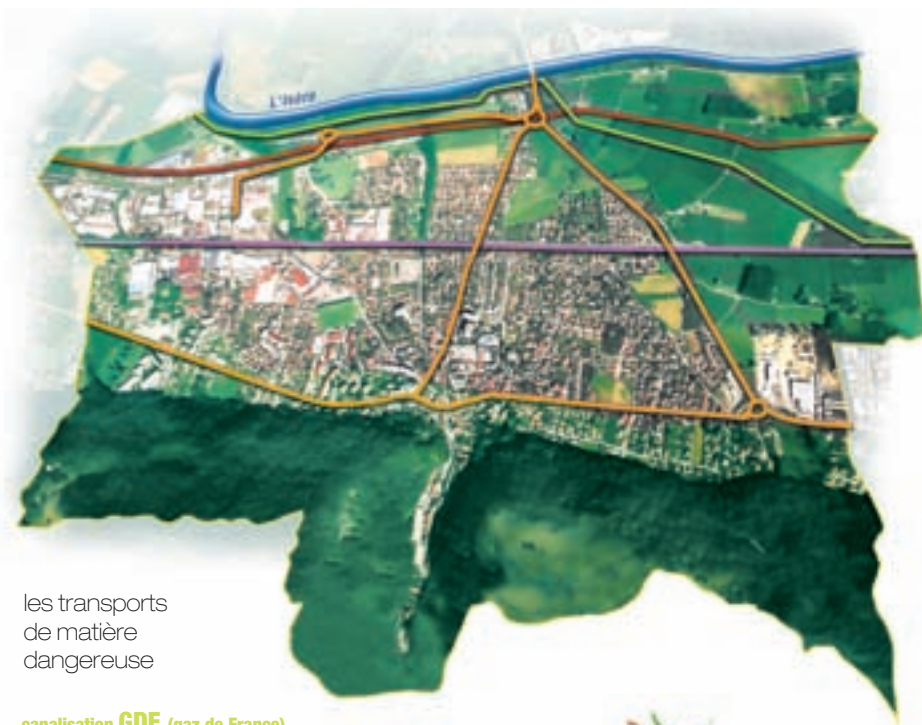 L'Isère
les transports
de matière
dangereuse
canalisation GDF (gaz de France)